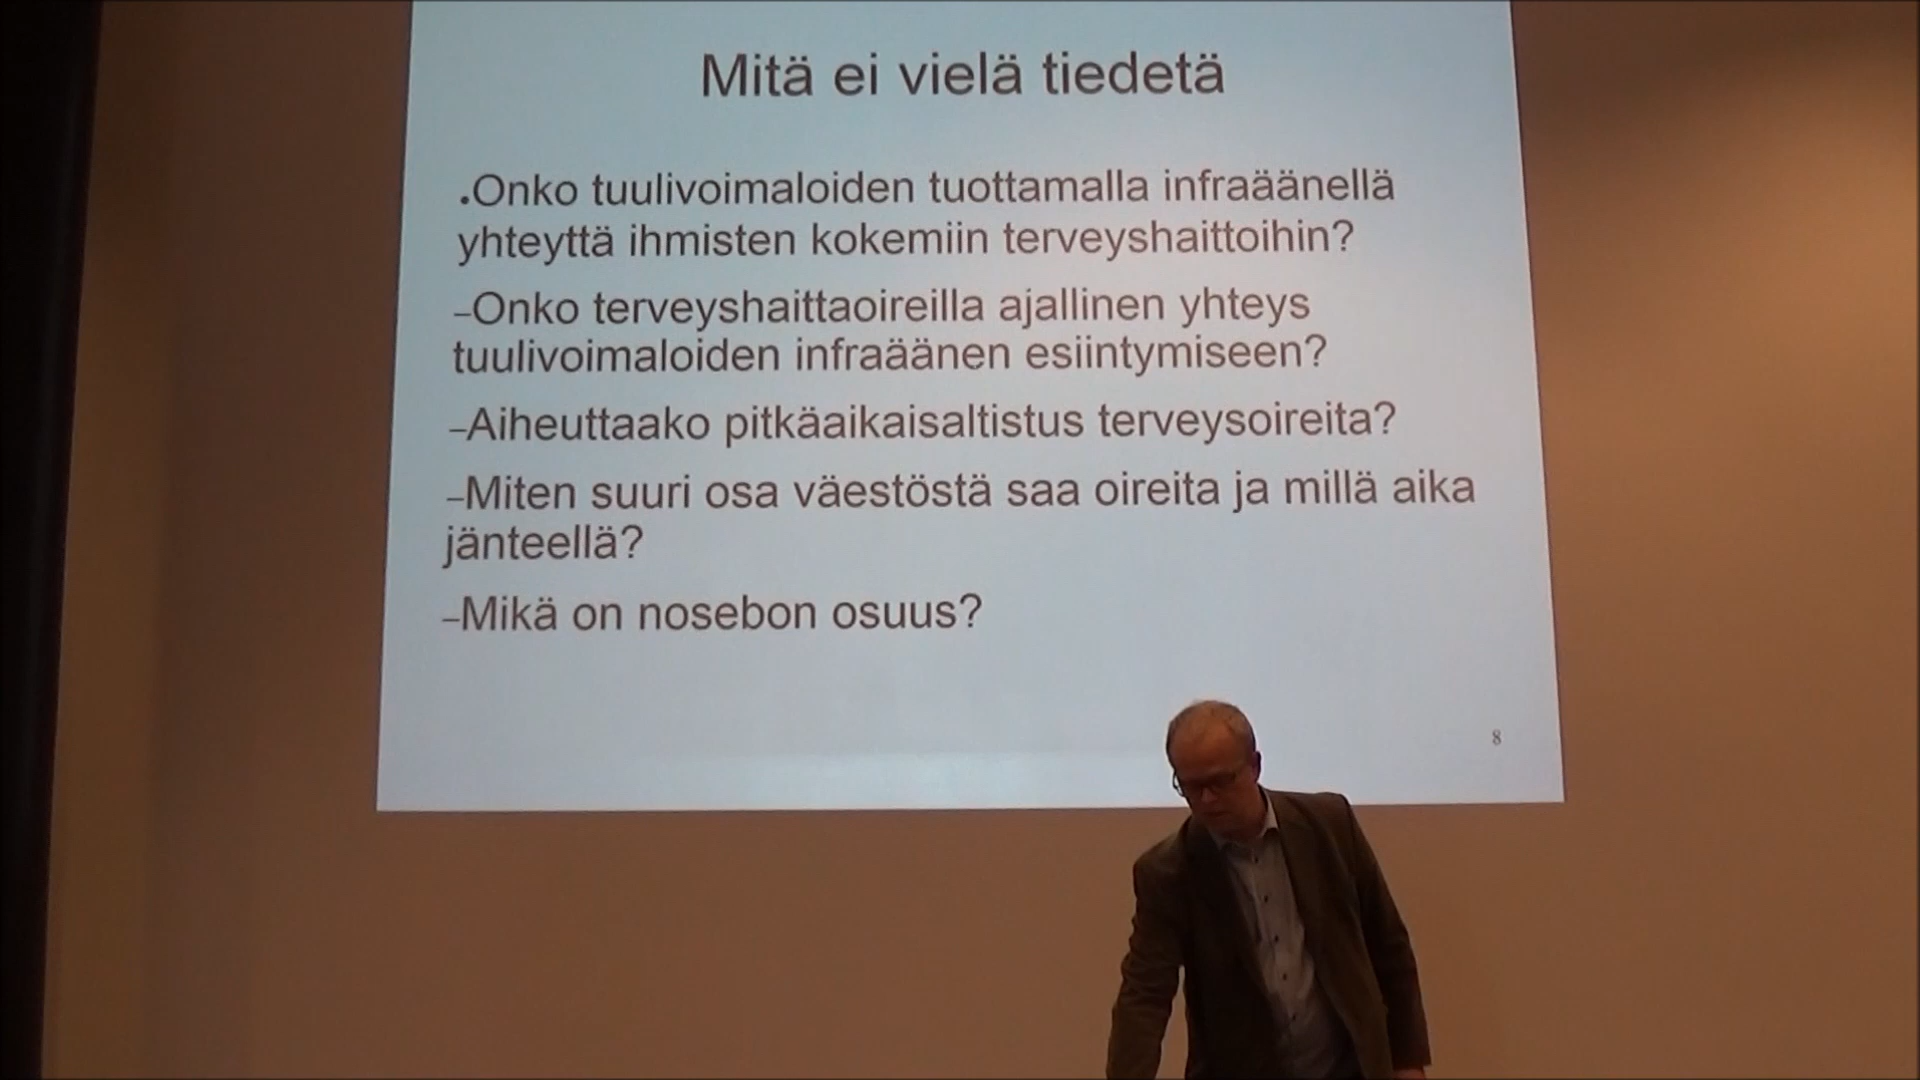 Mitä ei vielä tiedetä
.Onko tuulivoimaloiden tuottamalla infraäänellä
yhteyttä ihmisten kokemiin terveyshaittoihin?
–Onko terveyshaittaoireilla ajallinen yhteys
tuulivoimaloiden infraäänen esiintymiseen?
–Aiheuttaako pitkäaikaisaltistus terveysoireita?
–Miten suuri osa väestöstä saa oireita ja millä aika
jänteellä?
–Mikä on nosebon osuus?
8